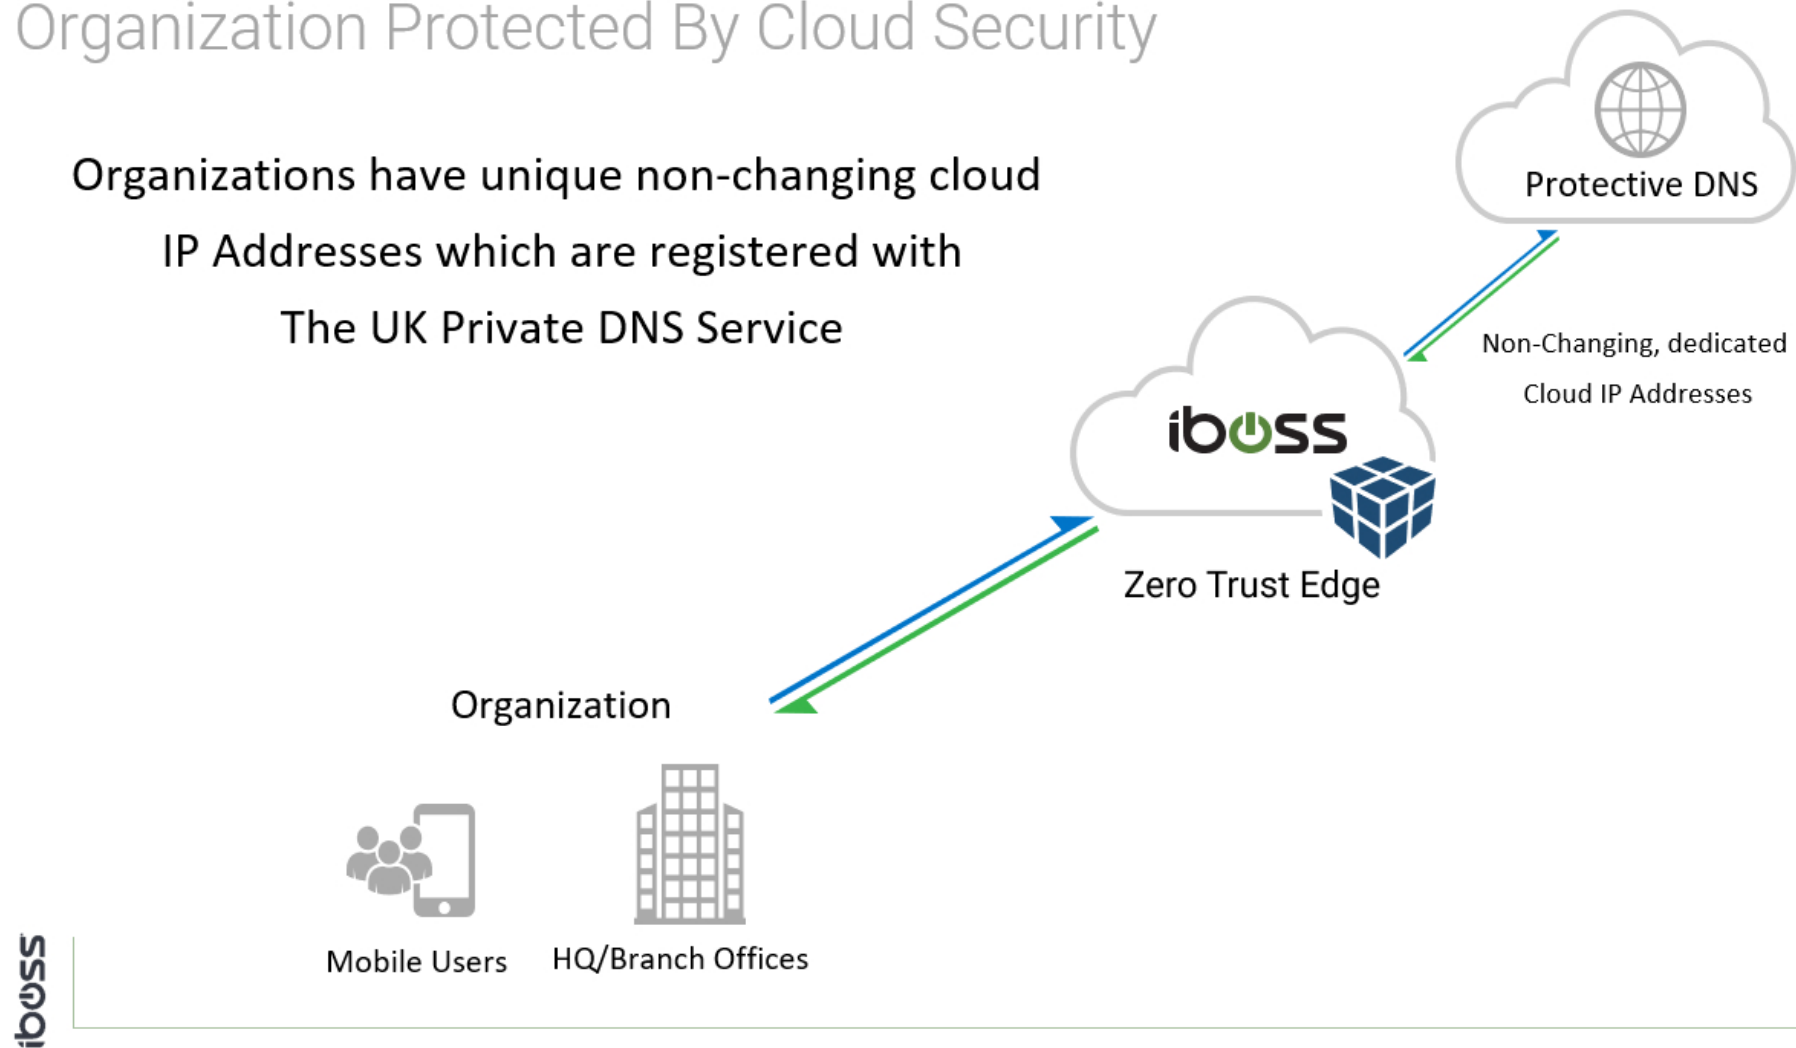 Organization Protected By Cloud Security
Organizations have unique non-changing cloud
IP Addresses which are registered with
The UK Private DNS Service
Protective DNS
Non-Changing, dedicated
Cloud IP Addresses
iboss
Zero Trust Edge
Organization
Mobile Users
HQ/Branch Offices
iboss